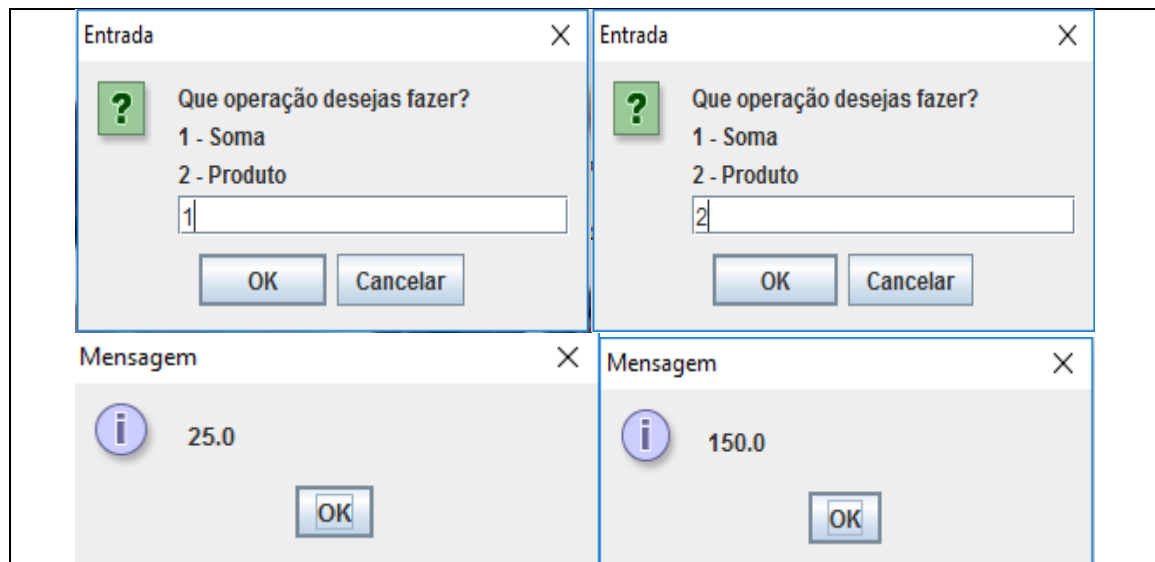 Entrada
Que operação desejas fazer?
1 - Soma
2 - Produto
1
OK Cancelar
Entrada
Que operação desejas fazer?
1 - Soma
2 - Produto
2
OK Cancelar
Mensagem
25.0
OK
Mensagem
150.0
OK